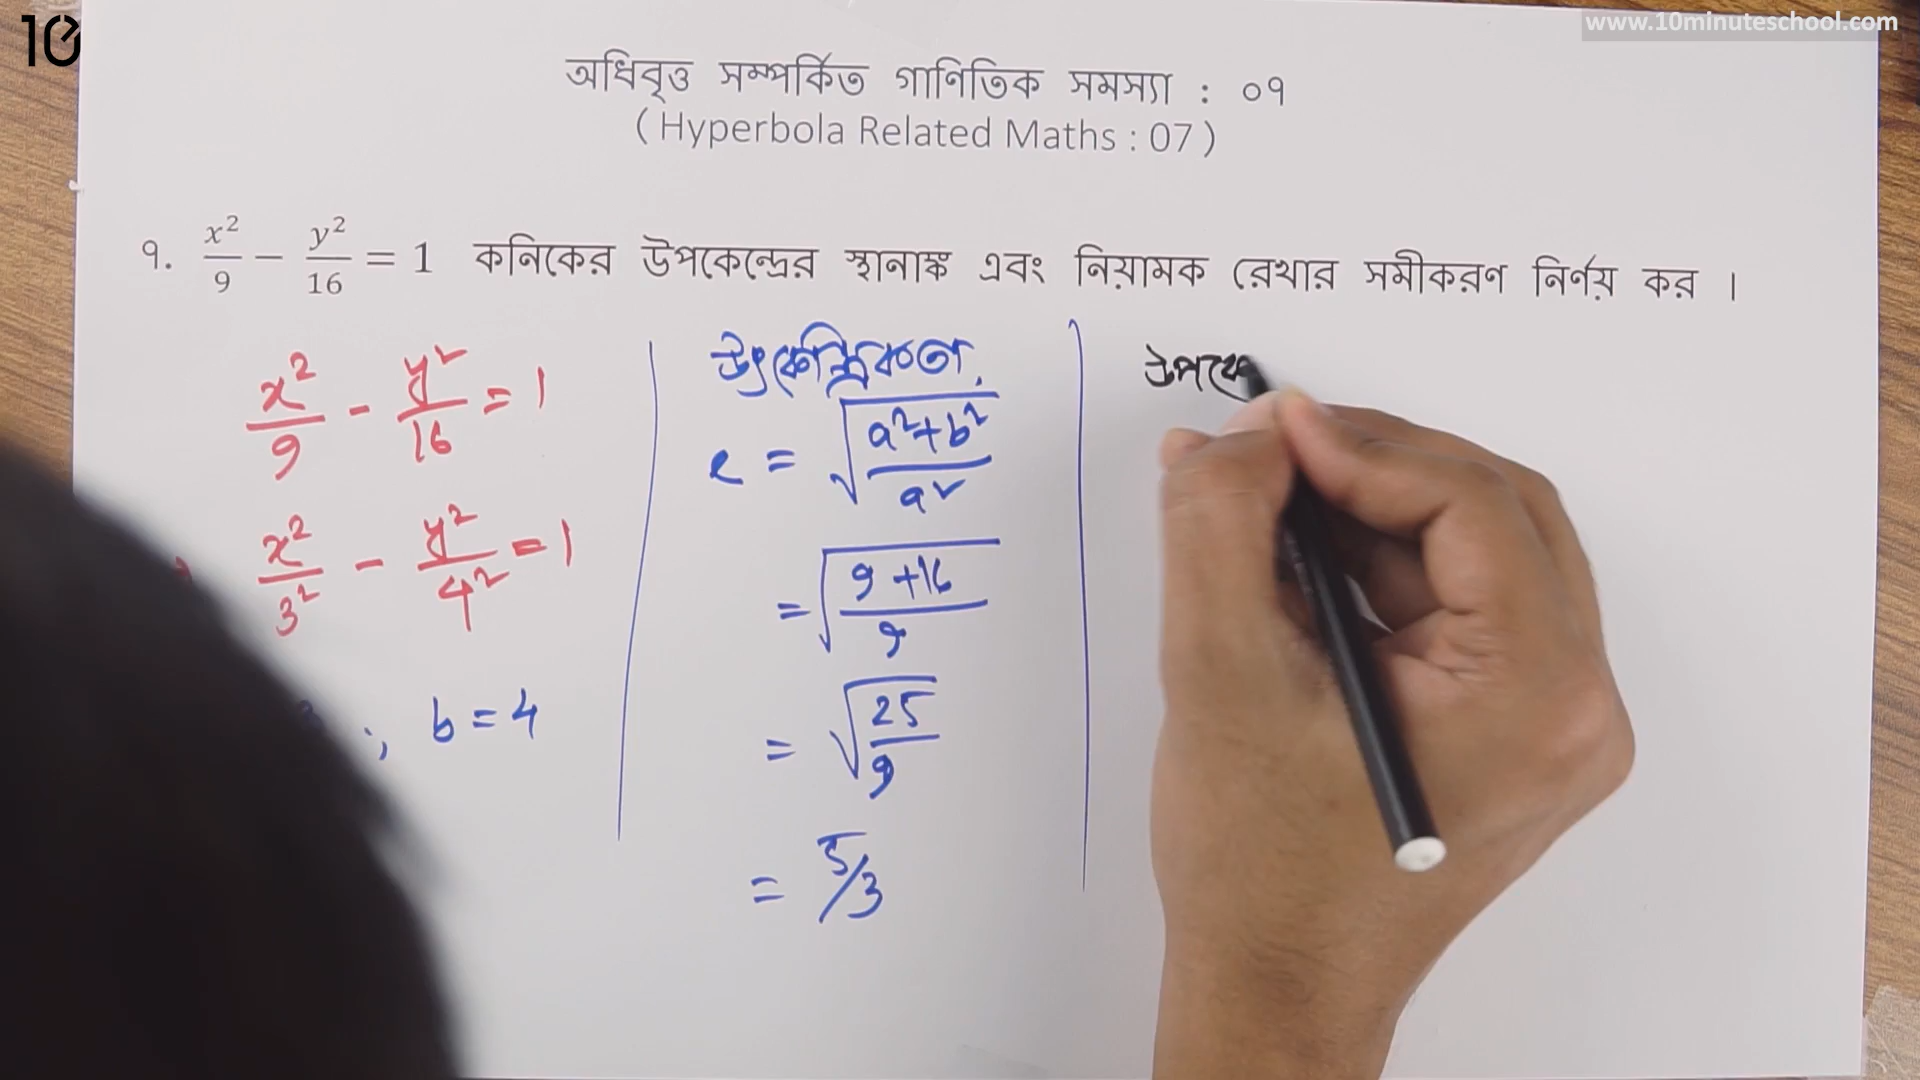 10
www.10minuteschool.com
অধিবৃত্ত সম্পর্কিত গাণিতিক সমস্যা : ০৭
( Hyperbola Related Maths : 07 )
৭. x²/9 − y²/16 = 1 কনিকের উপকেন্দ্রের স্থানাঙ্ক এবং নিয়ামক রেখার সমীকরণ নির্ণয় কর ।
x²/9 - y²/16 = 1
x²/3² - y²/4² = 1
3 ; b = 4
উৎকেন্দ্রিকতা,
e = √((a²+b²)/a²)
= √((9+16)/9)
= √(25/9)
= 5/3
উপকে